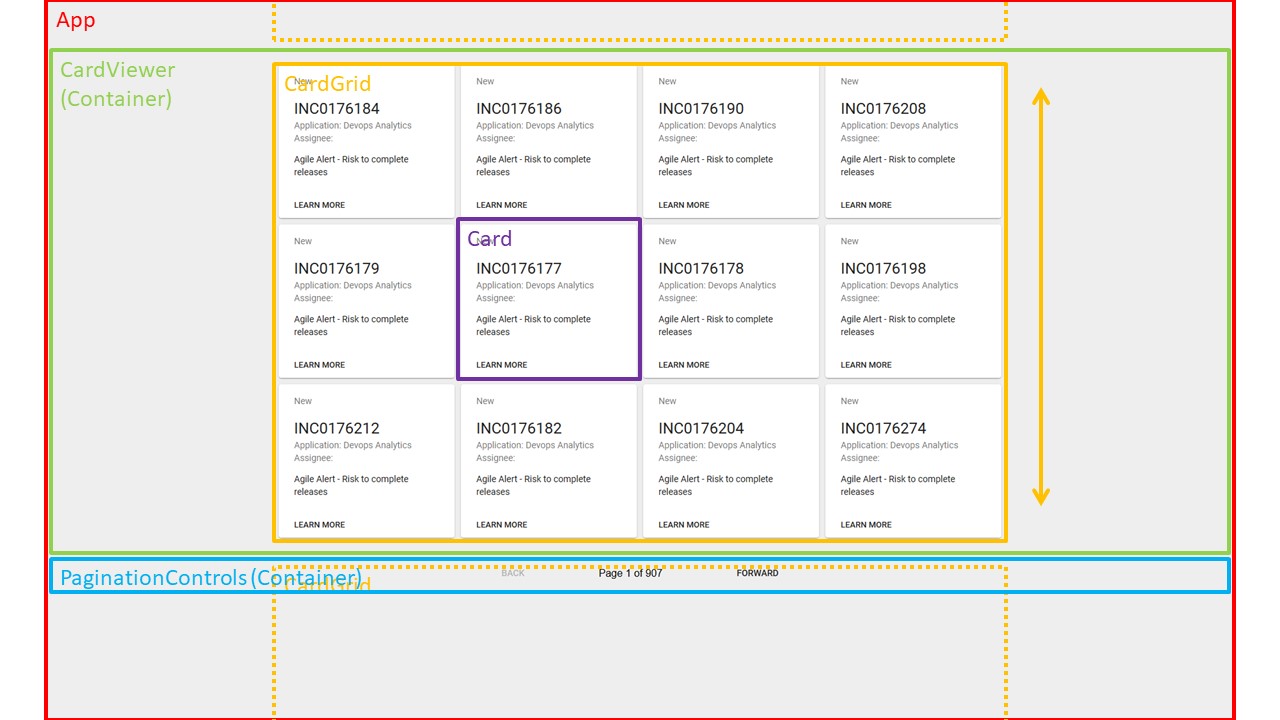 App
CardViewer
(Container)
CardGrid
New
New
New
New
INC0176184
INC0176186
INC0176190
INC0176208
Application: Devops Analytics
Application: Devops Analytics
Application: Devops Analytics
Application: Devops Analytics
Assignee:
Assignee:
Assignee:
Assignee:
Agile Alert - Risk to complete
releases
Agile Alert - Risk to complete
releases
Agile Alert - Risk to complete
releases
Agile Alert - Risk to complete
releases
LEARN MORE
LEARN MORE
LEARN MORE
LEARN MORE
Card
New
New
New
New
INC0176179
INC0176177
INC0176178
INC0176198
Application: Devops Analytics
Application: Devops Analytics
Application: Devops Analytics
Application: Devops Analytics
Assignee:
Assignee:
Assignee:
Assignee:
Agile Alert - Risk to complete
releases
Agile Alert - Risk to complete
releases
Agile Alert - Risk to complete
releases
Agile Alert - Risk to complete
releases
LEARN MORE
LEARN MORE
LEARN MORE
LEARN MORE
New
New
New
New
INC0176212
INC0176182
INC0176204
INC0176274
Application: Devops Analytics
Application: Devops Analytics
Application: Devops Analytics
Application: Devops Analytics
Assignee:
Assignee:
Assignee:
Assignee:
Agile Alert - Risk to complete
releases
Agile Alert - Risk to complete
releases
Agile Alert - Risk to complete
releases
Agile Alert - Risk to complete
releases
LEARN MORE
LEARN MORE
LEARN MORE
LEARN MORE
PaginationControls (Container)
CardGrid
BACK
Page 1 of 907
FORWARD